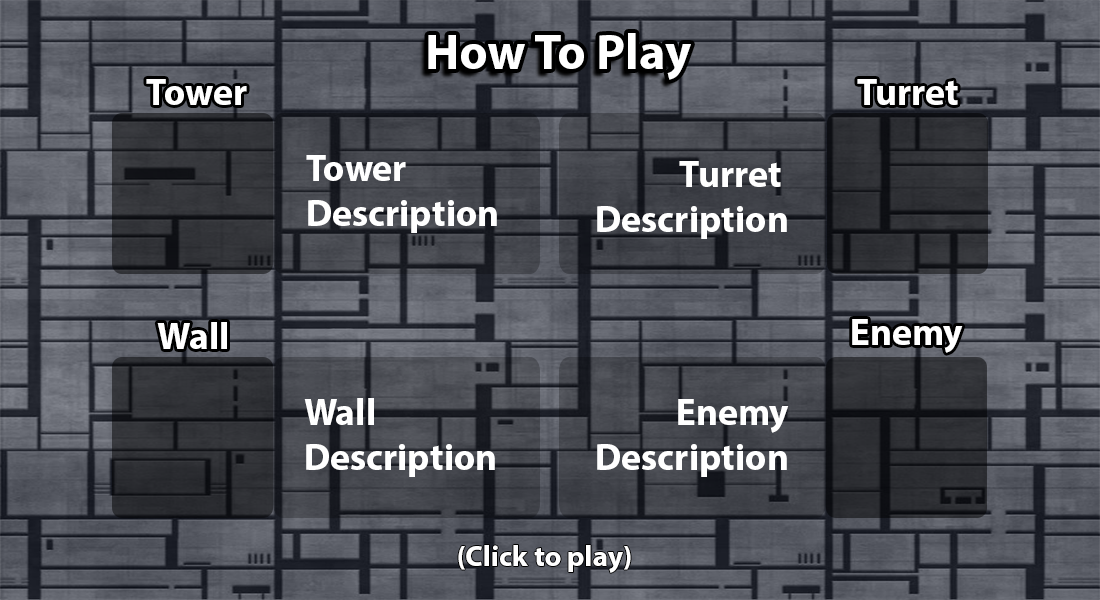 How To Play
Tower
Turret
Tower
Description
Turret
Description
Wall
Enemy
Wall
Description
Enemy
Description
(Click to play)